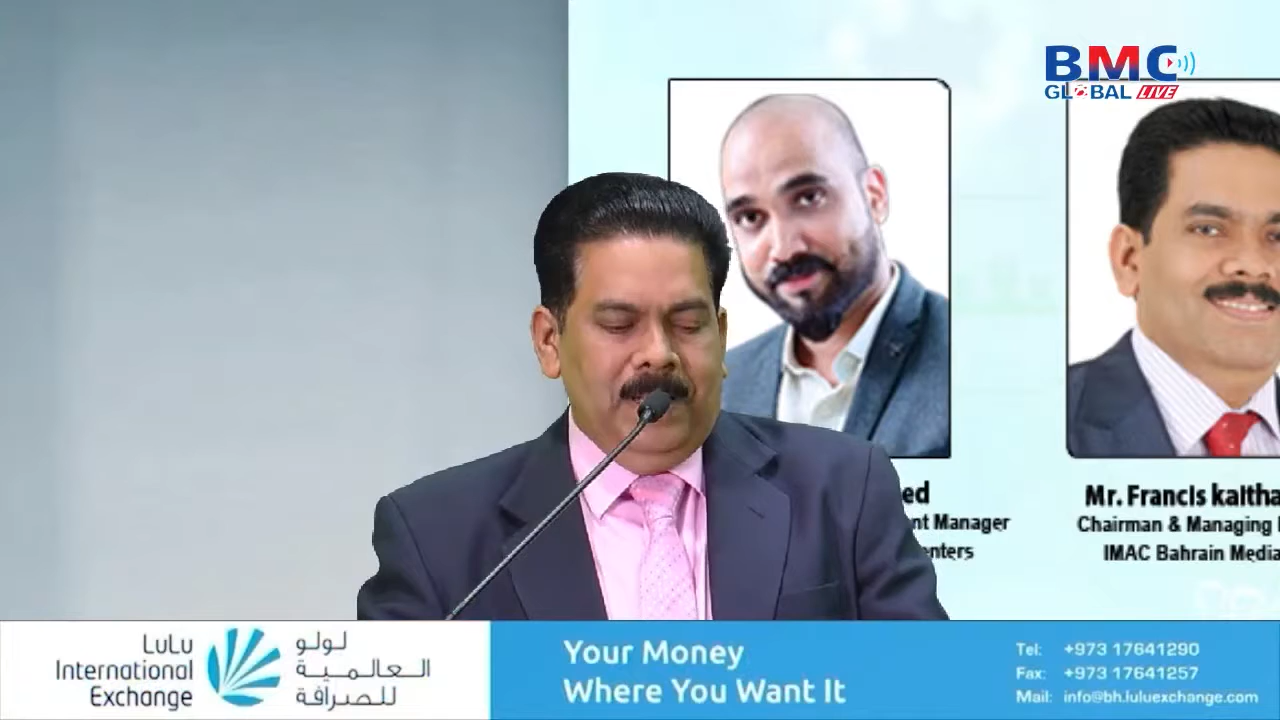 BMC
GLOBAL LIVE
ed
nt Manager
enters
Mr. Francis kaitha
Chairman & Managing
IMAC Bahrain Media
LuLu
International
Exchange
لولو
العالمية
للصرافة
Your Money
Where You Want It
Tel: +973 17641290
Fax: +973 17641257
Mail: info@bh.luluexchange.com